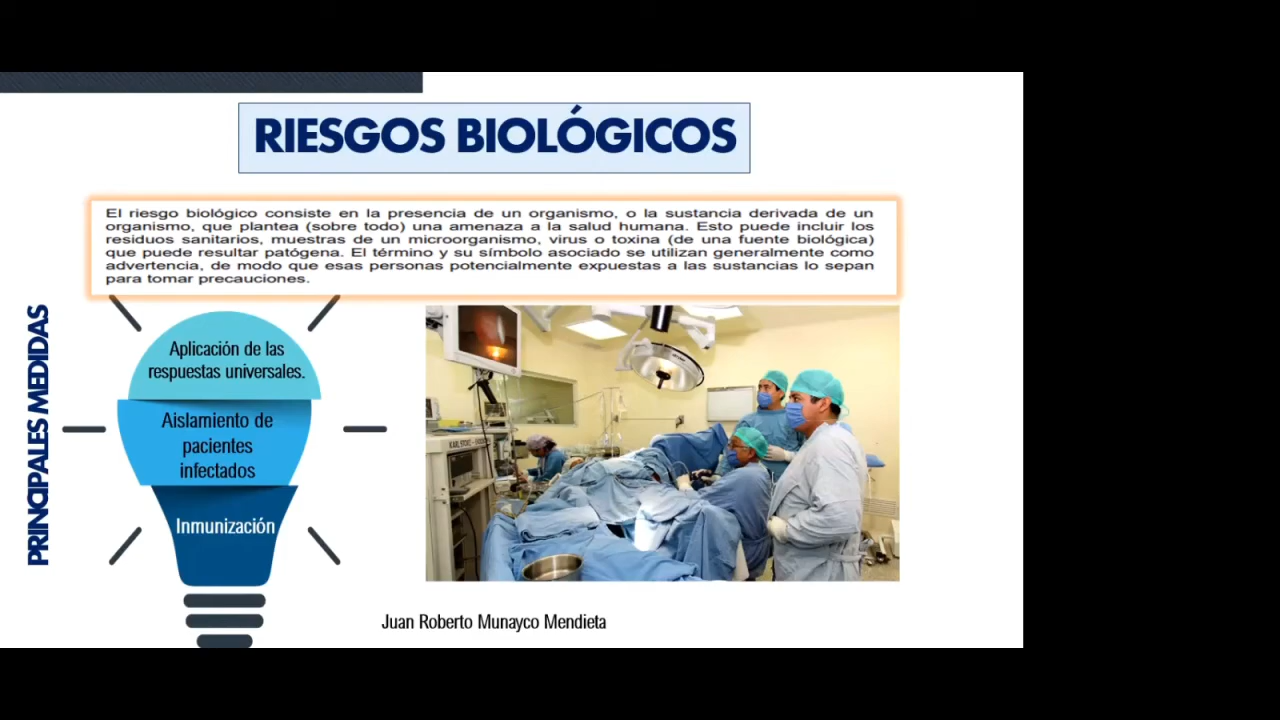 RIESGOS BIOLÓGICOS
El riesgo biológico consiste en la presencia de un organismo, o la sustancia derivada de un
organismo, que plantea (sobre todo) una amenaza a la salud humana. Esto puede incluir los
residuos sanitarios, muestras de un microorganismo, virus o toxina (de una fuente biológica)
que puede resultar patógena. El término y su símbolo asociado se utilizan generalmente como
advertencia, de modo que esas personas potencialmente expuestas a las sustancias lo sepan
para tomar precauciones.
PRINCIPALES MEDIDAS
Aplicación de las
respuestas universales.
Aislamiento de
pacientes
infectados
Inmunización
Juan Roberto Munayco Mendieta